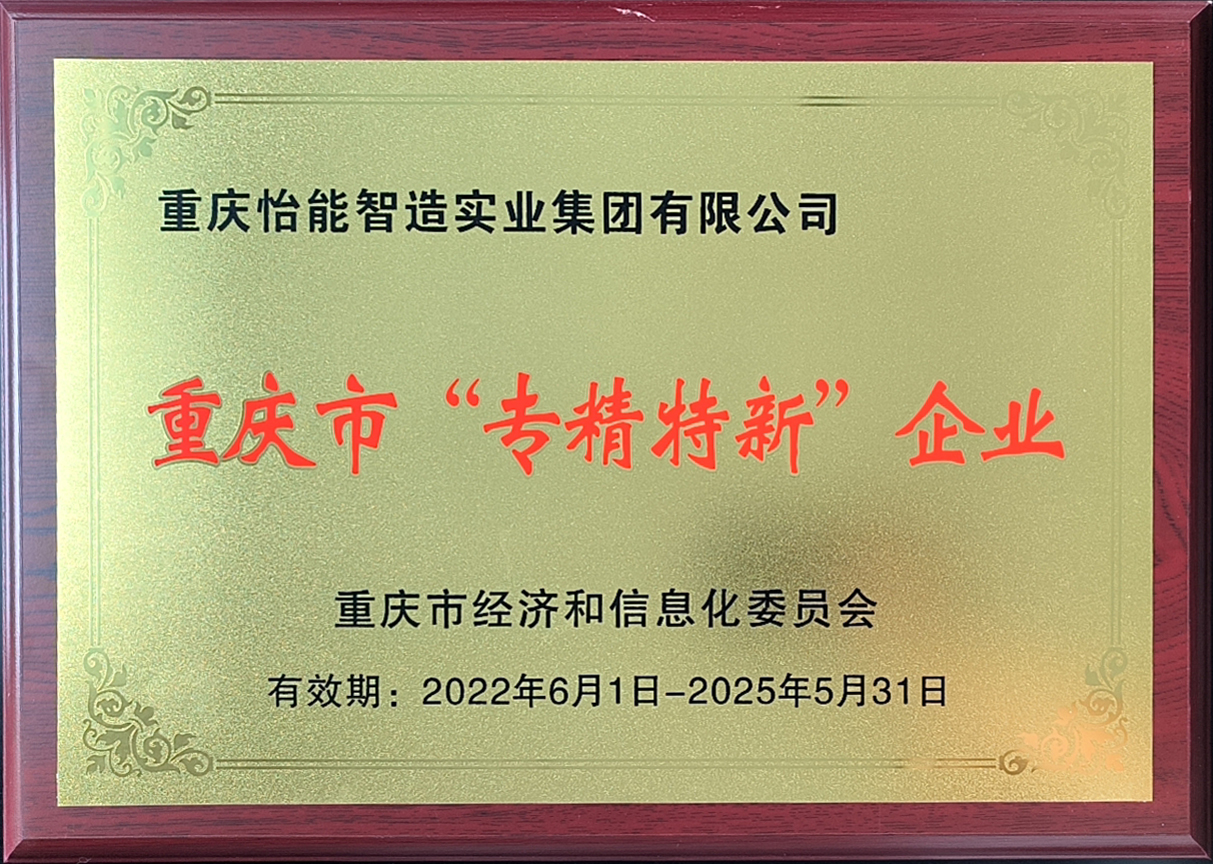 重庆怡能智造实业集团有限公司
重庆市“专精特新”企业
重庆市经济和信息化委员会
有效期：2022年6月1日-2025年5月31日